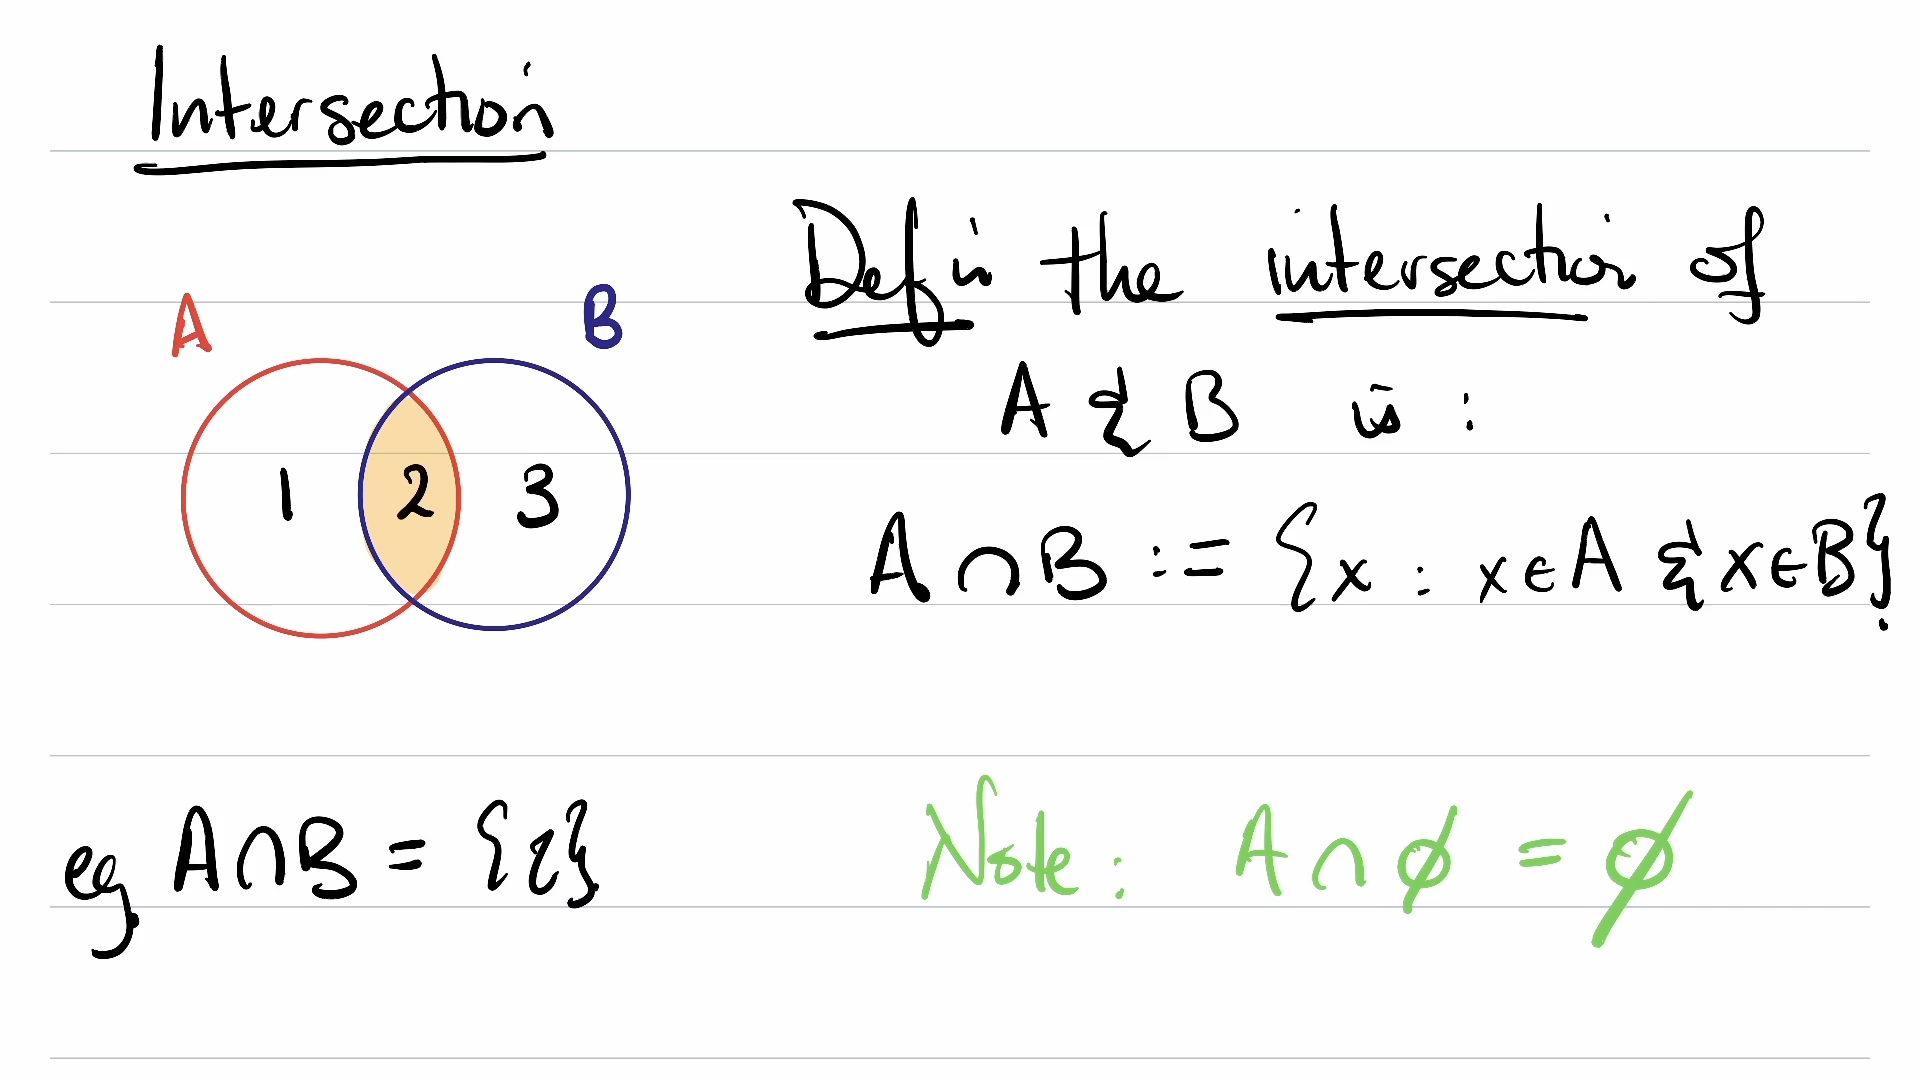 Intersection
Defn the intersection of
A & B is :
A B
1 2 3
A ∩ B := {x : x ∈ A & x ∈ B}.
eg A ∩ B = {2}
Note: A ∩ ∅ = ∅